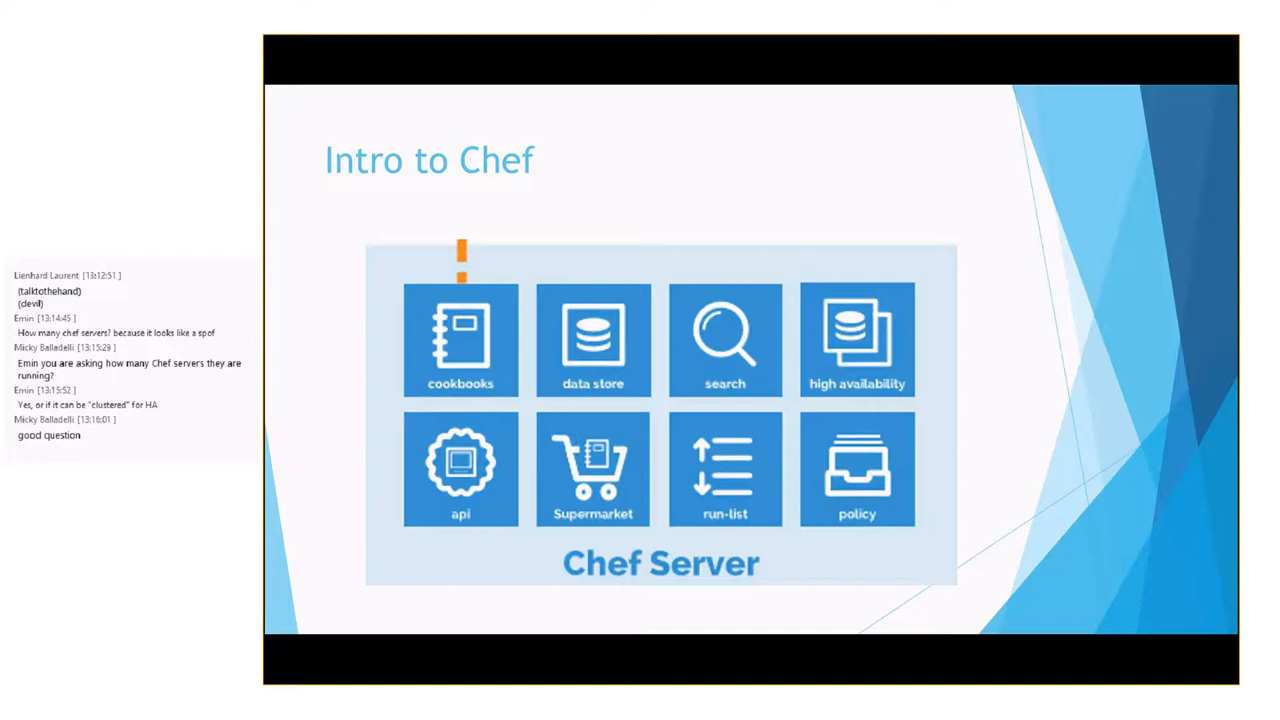 Lienhard Laurent [13:12:51 ]
(talktothehand)
(devil)
Emin [13:14:45 ]
How many chef servers? because it looks like a spof
Micky Balladelli [13:15:29 ]
Emin you are asking how many Chef servers they are
running?
Emin [13:15:52 ]
Yes, or if it can be "clustered" for HA
Micky Balladelli [13:16:01 ]
good question
Intro to Chef
cookbooks
data store
search
high availability
api
Supermarket
run-list
policy
Chef Server